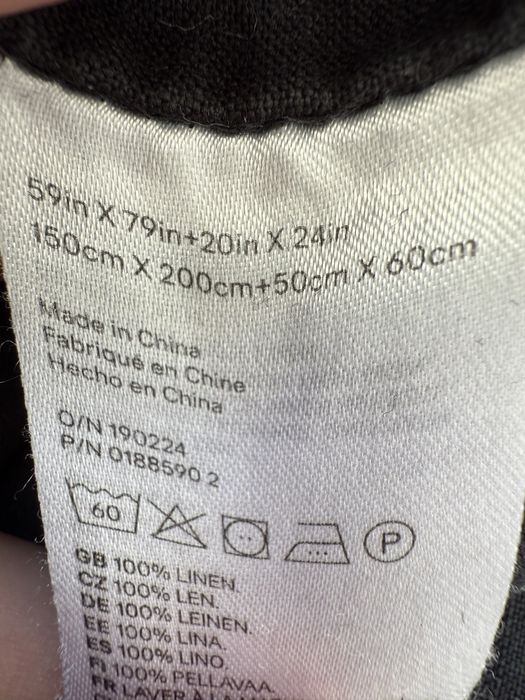 59in X 79in+20in X 24in
150cm X 200cm+50cm X 60cm
Made in China
Fabriqué en Chine
Hecho en China
O/N 190224
P/N 0188590 2
60 P
GB 100% LINEN.
CZ 100% LEN.
DE 100% LEINEN.
EE 100% LINA.
ES 100% LINO.
FI 100% PELLAVAA.
FR LAVER À